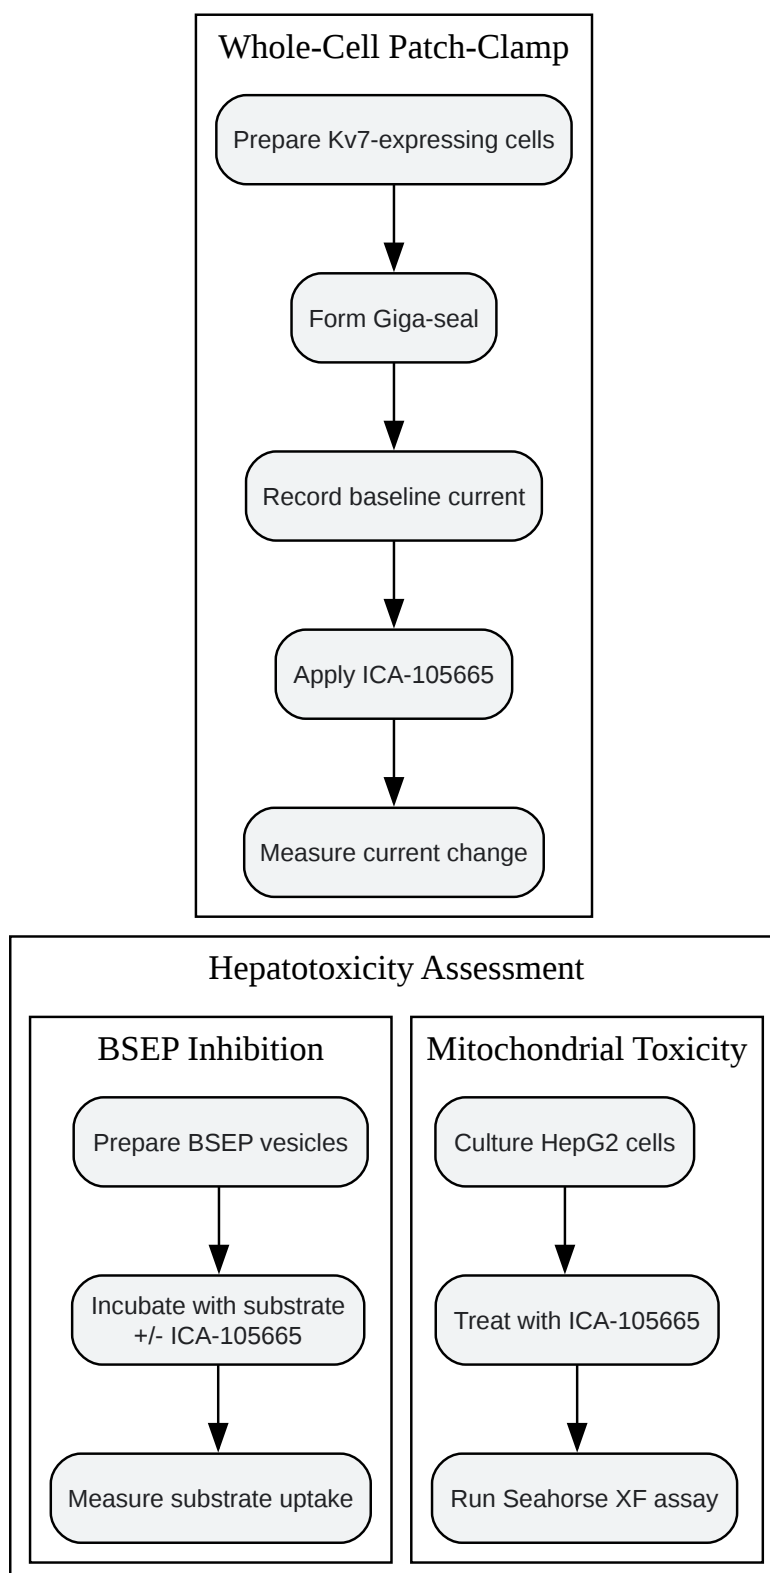 Whole-Cell Patch-Clamp
Prepare Kv7-expressing cells
Form Giga-seal
Record baseline current
Apply ICA-105665
Measure current change
Hepatotoxicity Assessment
BSEP Inhibition
Prepare BSEP vesicles
Incubate with substrate
+/- ICA-105665
Measure substrate uptake
Mitochondrial Toxicity
Culture HepG2 cells
Treat with ICA-105665
Run Seahorse XF assay